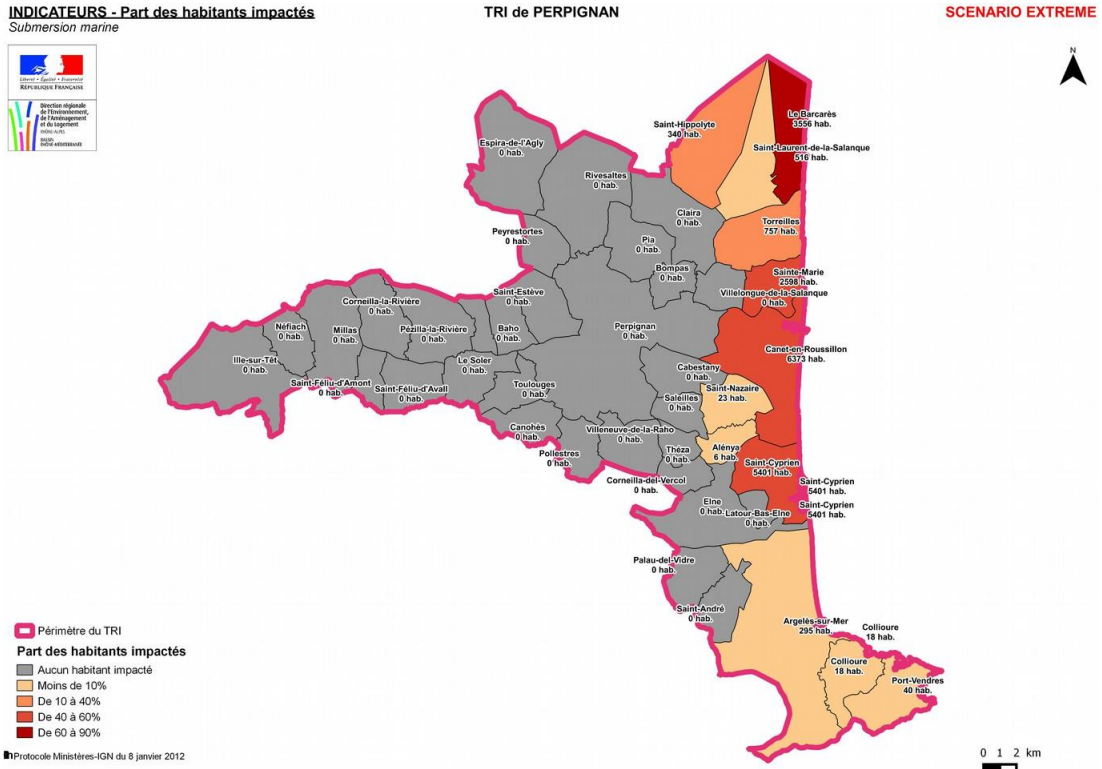 INDICATEURS - Part des habitants impactés
Submersion marine
TRI de PERPIGNAN
SCENARIO EXTREME
Liberté • Égalité • Fraternité
RÉPUBLIQUE FRANÇAISE
Direction régionale
de l'Environnement,
de l'Aménagement
et du Logement
RHÔNE-ALPES
BASSIN
RHÔNE-MÉDITERRANÉE
N
Le Barcarès
3556 hab.
Saint-Hippolyte
340 hab.
Saint-Laurent-de-la-Salanque
516 hab.
Espira-de-l'Agly
0 hab.
Rivesaltes
0 hab.
Claira
0 hab.
Torreilles
757 hab.
Peyrestortes
0 hab.
Pia
0 hab.
Bompas
0 hab.
Sainte-Marie
2598 hab.
Villelongue-de-la-Salanque
0 hab.
Saint-Estève
0 hab.
Corneilla-la-Rivière
0 hab.
Néfiach
0 hab.
Millas
0 hab.
Pézilla-la-Rivière
0 hab.
Baho
0 hab.
Perpignan
0 hab.
Canet-en-Roussillon
6373 hab.
Ille-sur-Têt
0 hab.
Le Soler
0 hab.
Cabestany
0 hab.
Saint-Féliu-d'Amont
0 hab.
Saint-Féliu-d'Avall
0 hab.
Toulouges
0 hab.
Saleilles
0 hab.
Saint-Nazaire
23 hab.
Canohès
0 hab.
Villeneuve-de-la-Raho
0 hab.
Pollestres
0 hab.
Théza
0 hab.
Alénya
6 hab.
Saint-Cyprien
5401 hab.
Corneilla-del-Vercol
0 hab.
Saint-Cyprien
5401 hab.
Elne
0 hab.
Latour-Bas-Elne
0 hab.
Saint-Cyprien
5401 hab.
Palau-del-Vidre
0 hab.
Saint-André
0 hab.
Argelès-sur-Mer
295 hab.
Collioure
18 hab.
Collioure
18 hab.
Port-Vendres
40 hab.
Périmètre du TRI
Part des habitants impactés
Aucun habitant impacté
Moins de 10%
De 10 à 40%
De 40 à 60%
De 60 à 90%
Protocole Ministères-IGN du 8 janvier 2012
0 1 2 km